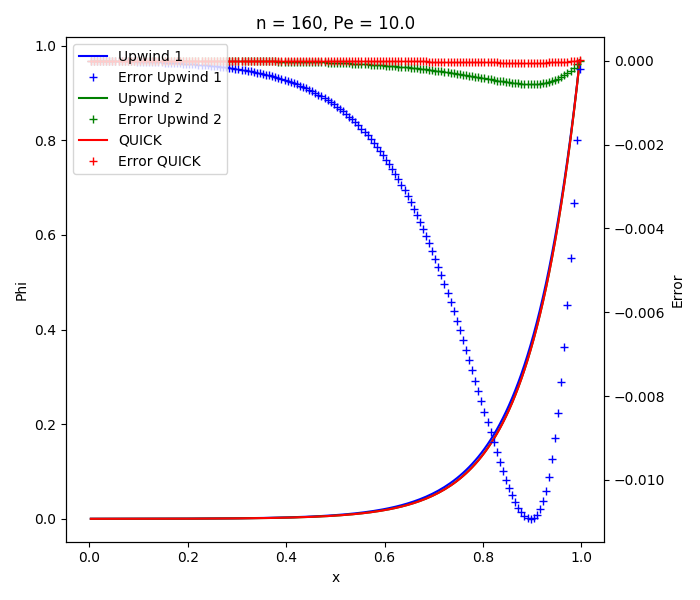 n = 160, Pe = 10.0
Upwind 1
Error Upwind 1
Upwind 2
Error Upwind 2
QUICK
Error QUICK
1.0
0.8
0.6
0.4
0.2
0.0
Phi
0.000
−0.002
−0.004
−0.006
−0.008
−0.010
Error
0.0 0.2 0.4 0.6 0.8 1.0
x